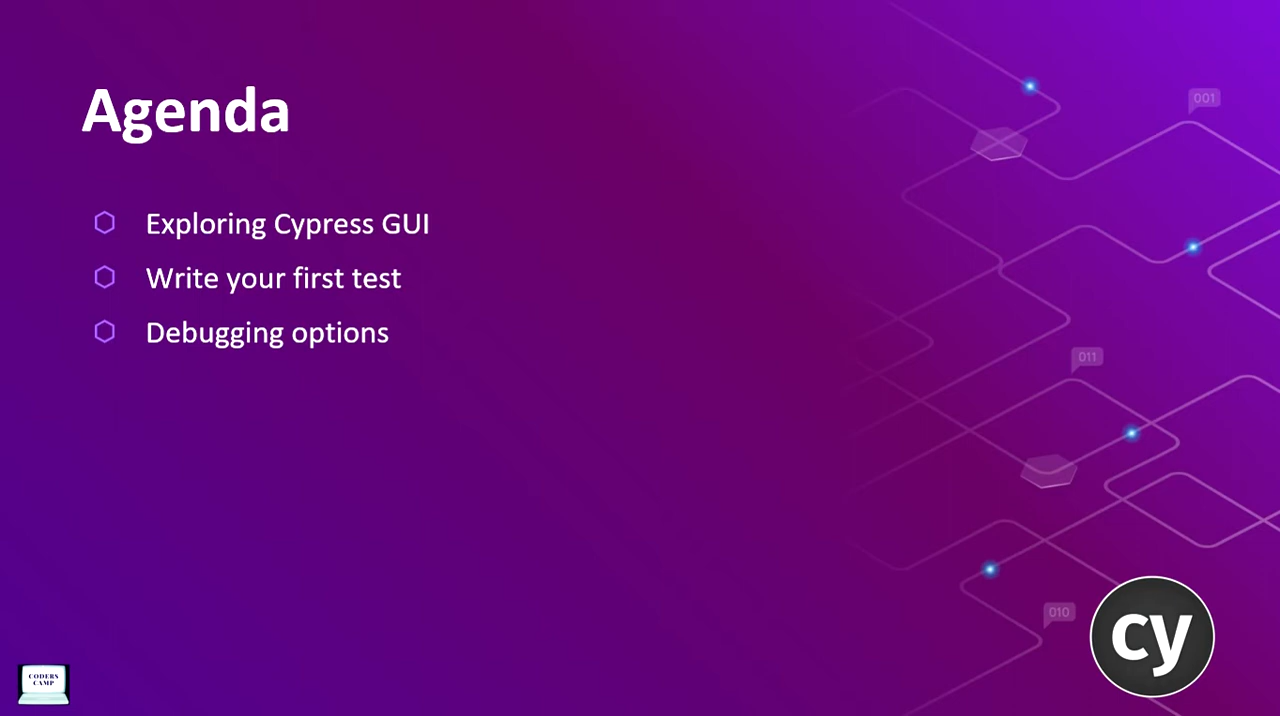 Agenda
001
Exploring Cypress GUI
Write your first test
Debugging options
011
010
cy
CODERS
CAMP